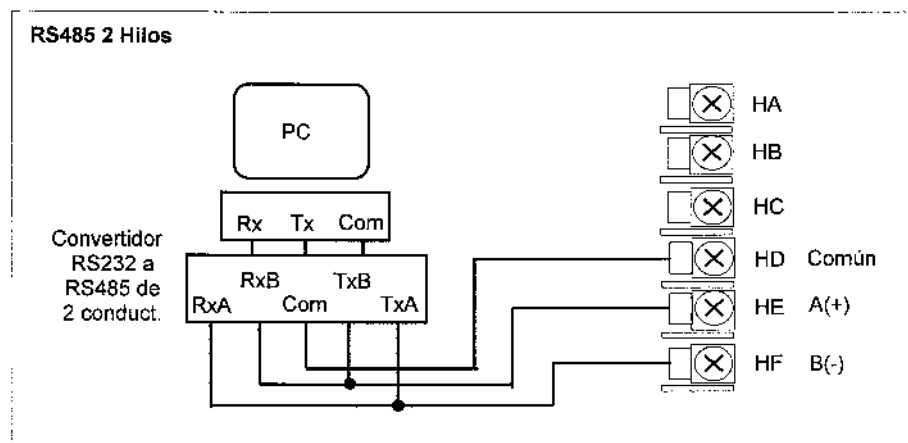 RS485 2 Hilos
PC
Rx Tx Com
Convertidor
RS232 a
RS485 de
2 conduct.
RxB TxB
RxA Com TxA
HA
HB
HC
HD Común
HE A(+)
HF B(-)